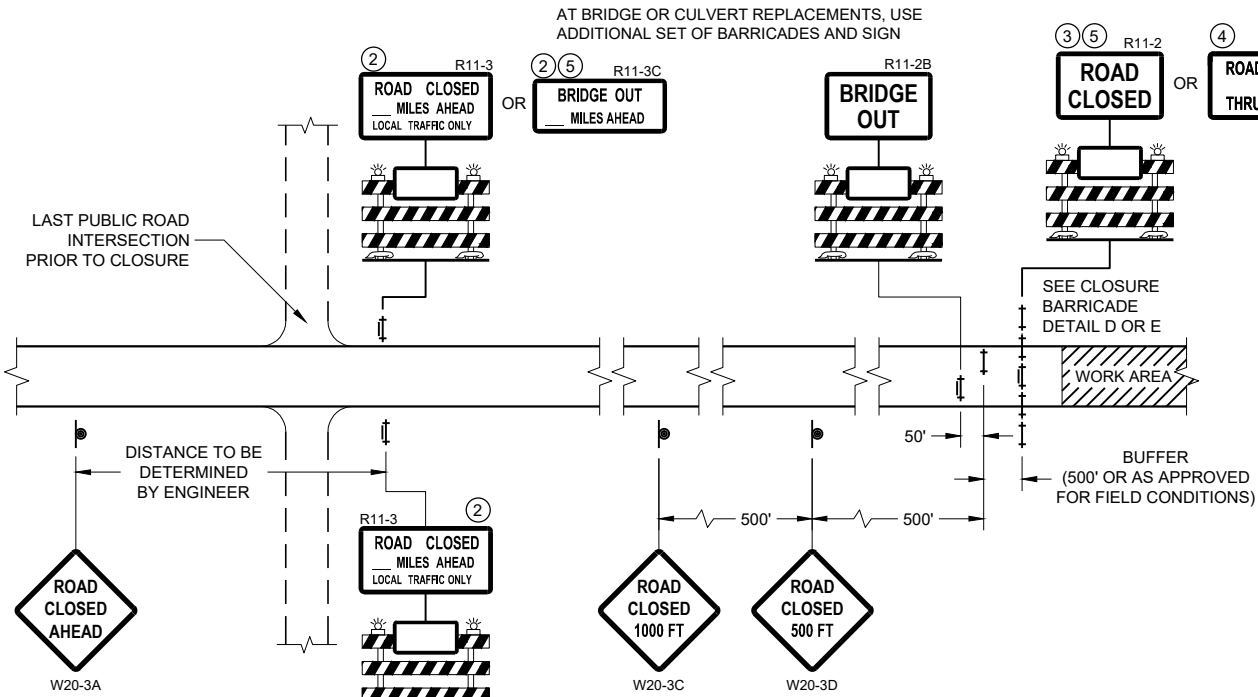 AT BRIDGE OR CULVERT REPLACEMENTS, USE
ADDITIONAL SET OF BARRICADES AND SIGN
2
R11-3
ROAD CLOSED
___ MILES AHEAD
LOCAL TRAFFIC ONLY
OR
2 5
R11-3C
BRIDGE OUT
___ MILES AHEAD
R11-2B
BRIDGE
OUT
3 5
R11-2
ROAD
CLOSED
OR
4
ROAD
THRU
LAST PUBLIC ROAD
INTERSECTION
PRIOR TO CLOSURE
SEE CLOSURE
BARRICADE
DETAIL D OR E
WORK AREA
50'
BUFFER
(500' OR AS APPROVED
FOR FIELD CONDITIONS)
DISTANCE TO BE
DETERMINED
BY ENGINEER
500'
500'
R11-3
2
ROAD CLOSED
___ MILES AHEAD
LOCAL TRAFFIC ONLY
ROAD
CLOSED
AHEAD
W20-3A
ROAD
CLOSED
1000 FT
W20-3C
ROAD
CLOSED
500 FT
W20-3D